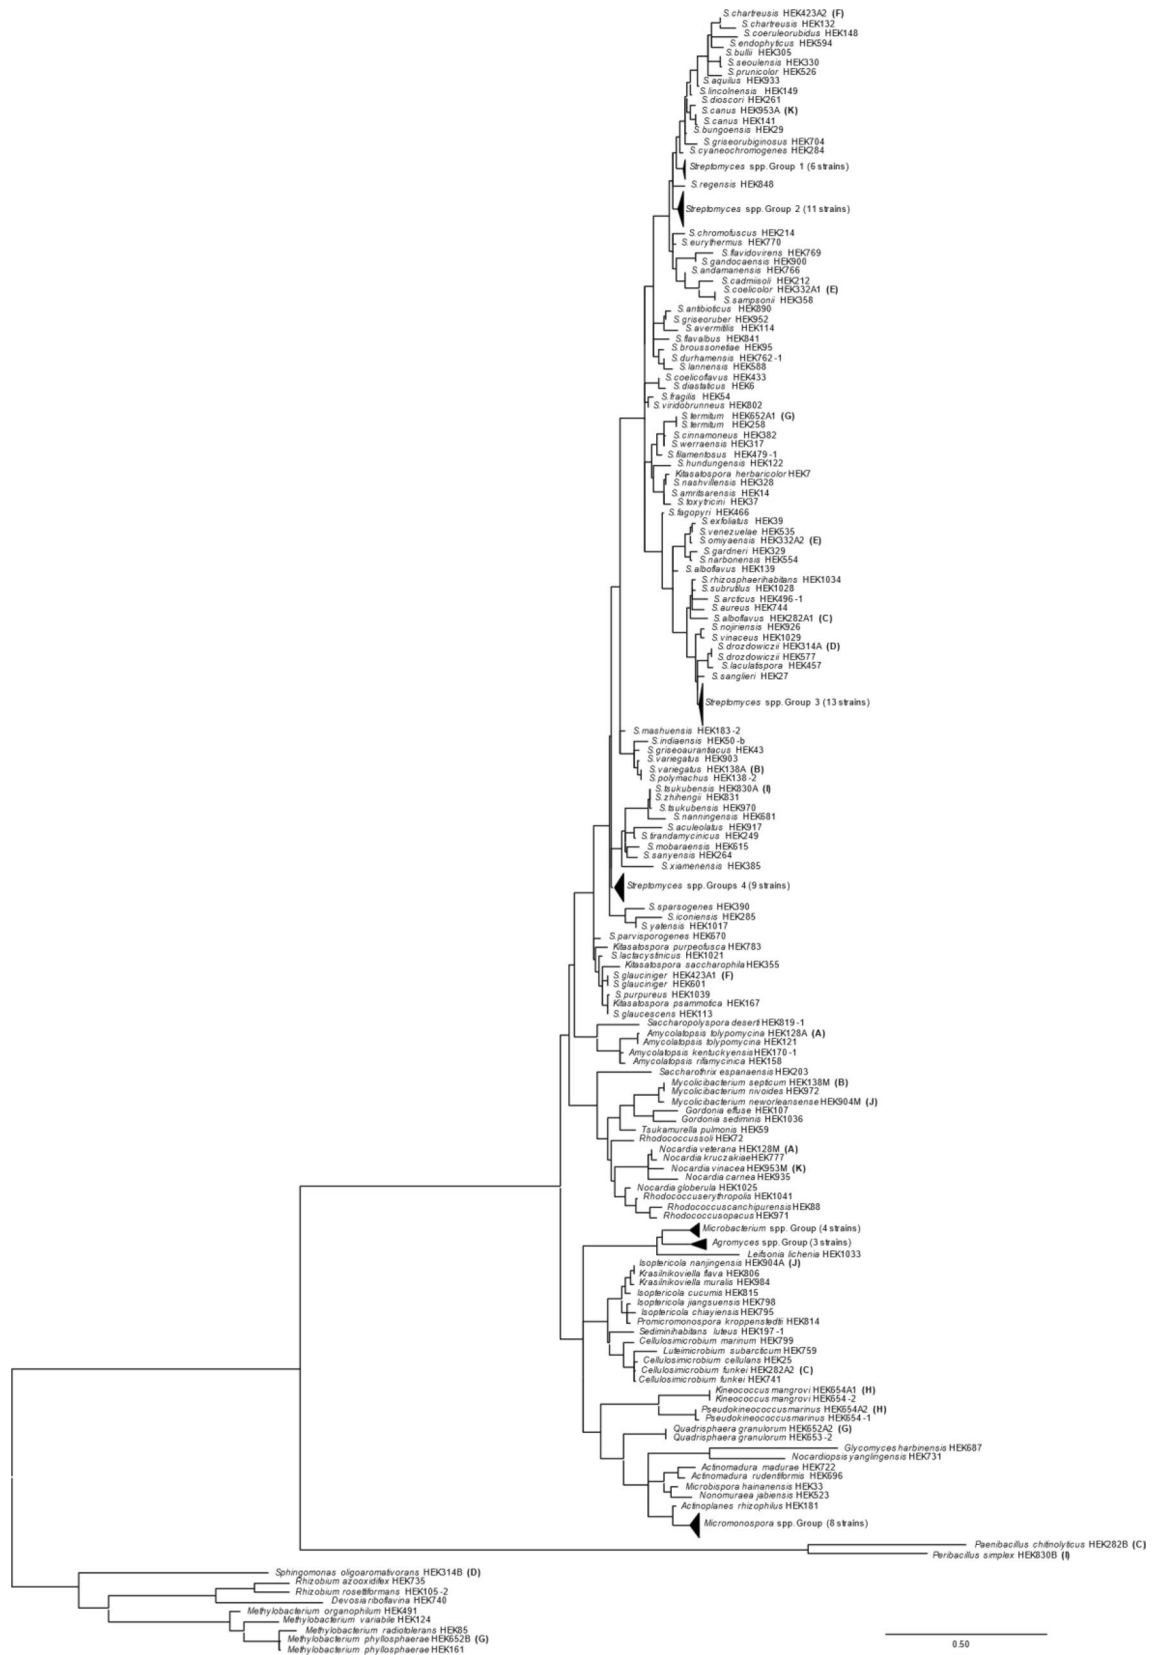 S.chartreusis HEK423A2 (F)
S.chartreusis HEK132
S.coeruleorubidus HEK148
S.endophyticus HEK594
S.bullii HEK305
S.seoulensis HEK330
S.prunicolor HEK526
S.aquilus HEK933
S.lincolnensis HEK149
S.dioscori HEK261
S.canus HEK953A (K)
S.canus HEK141
S.bungoensis HEK29
S.griseorubiginosus HEK704
S.cyaneochromogenes HEK284
Streptomyces spp.Group 1 (6 strains)
S.regensis HEK848
Streptomyces spp.Group 2 (11 strains)
S.chromofuscus HEK214
S.eurythermus HEK770
S.flavidovirens HEK769
S.gandocaensis HEK900
S.andamanensis HEK766
S.cadmiisoli HEK212
S.coelicolor HEK332A1 (E)
S.sampsonii HEK358
S.antibioticus HEK890
S.griseoruber HEK952
S.avermitilis HEK114
S.flavalbus HEK841
S.broussonetiae HEK95
S.durhamensis HEK762-1
S.lannensis HEK588
S.coelicoflavus HEK433
S.diastaticus HEK6
S.fragilis HEK54
S.viridobrunneus HEK802
S.termitum HEK652A1 (G)
S.termitum HEK258
S.cinnamoneus HEK382
S.werraensis HEK317
S.filamentosus HEK479-1
S.hundungensis HEK122
Kitasatospora herbaricolor HEK7
S.nashvillensis HEK328
S.amritsarensis HEK14
S.toxytricini HEK37
S.fagopyri HEK466
S.exfoliatus HEK39
S.venezuelae HEK535
S.omiyaensis HEK332A2 (E)
S.gardneri HEK329
S.narbonensis HEK554
S.alboflavus HEK139
S.rhizosphaerihabitans HEK1034
S.subrutilus HEK1028
S.arcticus HEK496-1
S.aureus HEK744
S.alboflavus HEK282A1 (C)
S.nojiriensis HEK926
S.vinaceus HEK1029
S.drozdowiczii HEK314A (D)
S.drozdowiczii HEK577
S.laculatispora HEK457
S.sanglieri HEK27
Streptomyces spp.Group 3 (13 strains)
S.mashuensis HEK183-2
S.indiaensis HEK50-b
S.griseoaurantiacus HEK43
S.variegatus HEK903
S.variegatus HEK138A (B)
S.polymachus HEK138-2
S.tsukubensis HEK830A (I)
S.zhihengii HEK831
S.tsukubensis HEK970
S.nanningensis HEK681
S.aculeolatus HEK917
S.tirandamycinicus HEK249
S.mobaraensis HEK615
S.sanyensis HEK264
S.xiamenensis HEK385
Streptomyces spp.Groups 4 (9 strains)
S.sparsogenes HEK390
S.iconiensis HEK285
S.yatensis HEK1017
S.parvisporogenes HEK670
Kitasatospora purpeofusca HEK783
S.lactacystinicus HEK1021
Kitasatospora saccharophila HEK355
S.glauciniger HEK423A1 (F)
S.glauciniger HEK601
S.purpureus HEK1039
Kitasatospora psammotica HEK167
S.glaucescens HEK113
Saccharopolyspora deserti HEK819-1
Amycolatopsis tolypomycina HEK128A (A)
Amycolatopsis tolypomycina HEK121
Amycolatopsis kentuckyensis HEK170-1
Amycolatopsis rifamycinica HEK158
Saccharothrix espanaensis HEK203
Mycolicibacterium septicum HEK138M (B)
Mycolicibacterium nivoides HEK972
Mycolicibacterium neworleansense HEK904M (J)
Gordonia effuse HEK107
Gordonia sediminis HEK1036
Tsukamurella pulmonis HEK59
Rhodococcus soli HEK72
Nocardia veterana HEK128M (A)
Nocardia kruczakiae HEK777
Nocardia vinacea HEK953M (K)
Nocardia carnea HEK935
Nocardia globerula HEK1025
Rhodococcus erythropolis HEK1041
Rhodococcus canchipurensis HEK88
Rhodococcus opacus HEK971
Microbacterium spp. Group (4 strains)
Agromyces spp.Group (3 strains)
Leifsonia lichenia HEK1033
Isoptericola nanjingensis HEK904A (J)
Krasilnikoviella flava HEK806
Krasilnikoviella muralis HEK984
Isoptericola cucumis HEK815
Isoptericola jiangsuensis HEK798
Isoptericola chiayiensis HEK795
Promicromonospora kroppenstedtii HEK814
Sediminihabitans luteus HEK197-1
Cellulosimicrobium marinum HEK799
Luteimicrobium subarcticum HEK759
Cellulosimicrobium cellulans HEK25
Cellulosimicrobium funkei HEK282A2 (C)
Cellulosimicrobium funkei HEK741
Kineococcus mangrovi HEK654A1 (H)
Kineococcus mangrovi HEK654-2
Pseudokineococcus marinus HEK654A2 (H)
Pseudokineococcus marinus HEK654-1
Quadrisphaera granulorum HEK652A2 (G)
Quadrisphaera granulorum HEK653-2
Glycomyces harbinensis HEK687
Nocardiopsis yanglingensis HEK731
Actinomadura madurae HEK722
Actinomadura rudentiformis HEK696
Microbispora hainanensis HEK33
Nonomuraea jabiensis HEK523
Actinoplanes rhizophilus HEK181
Micromonospora spp.Group (8 strains)
Paenibacillus chitinolyticus HEK282B (C)
Peribacillus simplex HEK830B (I)
Sphingomonas oligoaromativorans HEK314B (D)
Rhizobium azooxidifex HEK735
Rhizobium rosettiformans HEK105-2
Devosia riboflavina HEK740
Methylobacterium organophilum HEK491
Methylobacterium variabile HEK124
Methylobacterium radiotolerans HEK85
Methylobacterium phyllosphaerae HEK652B (G)
Methylobacterium phyllosphaerae HEK161
0.50